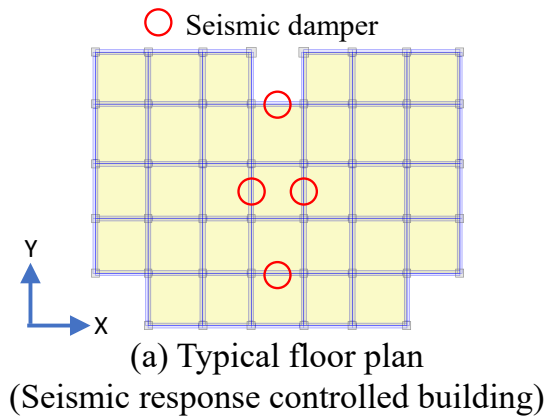 Seismic damper
Y
X
(a) Typical floor plan
(Seismic response controlled building)